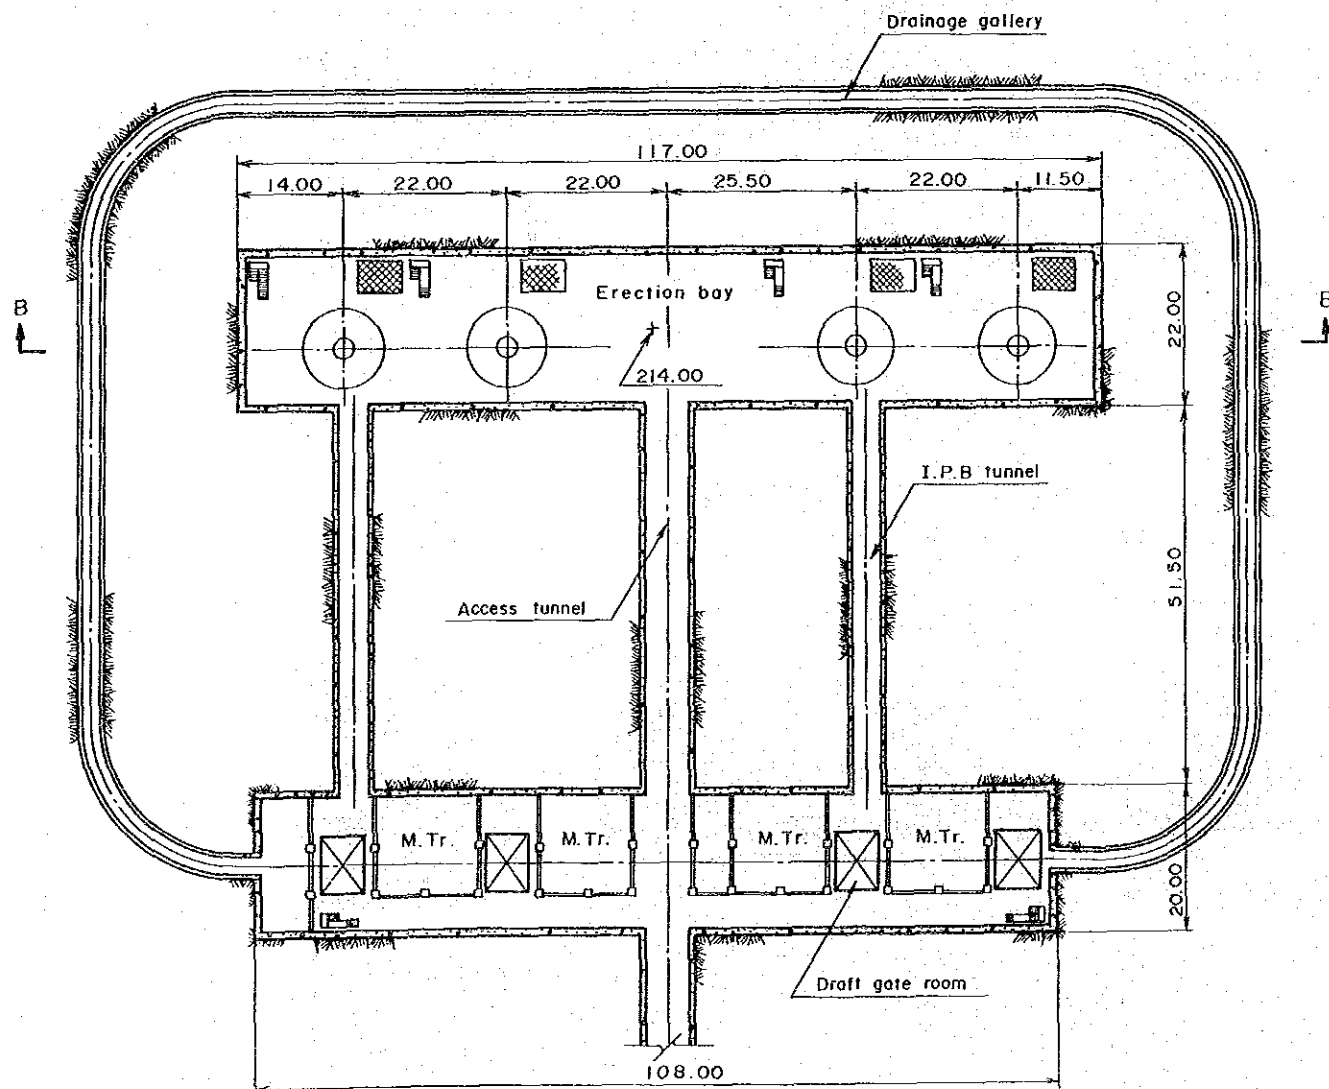 Drainage gallery
117.00
14.00
22.00
22.00
25.50
22.00
11.50
Erection bay
B
B
22.00
214.00
I.P.B tunnel
51.50
Access tunnel
M.Tr.
M.Tr.
M.Tr.
M.Tr.
20.00
Draft gate room
108.00